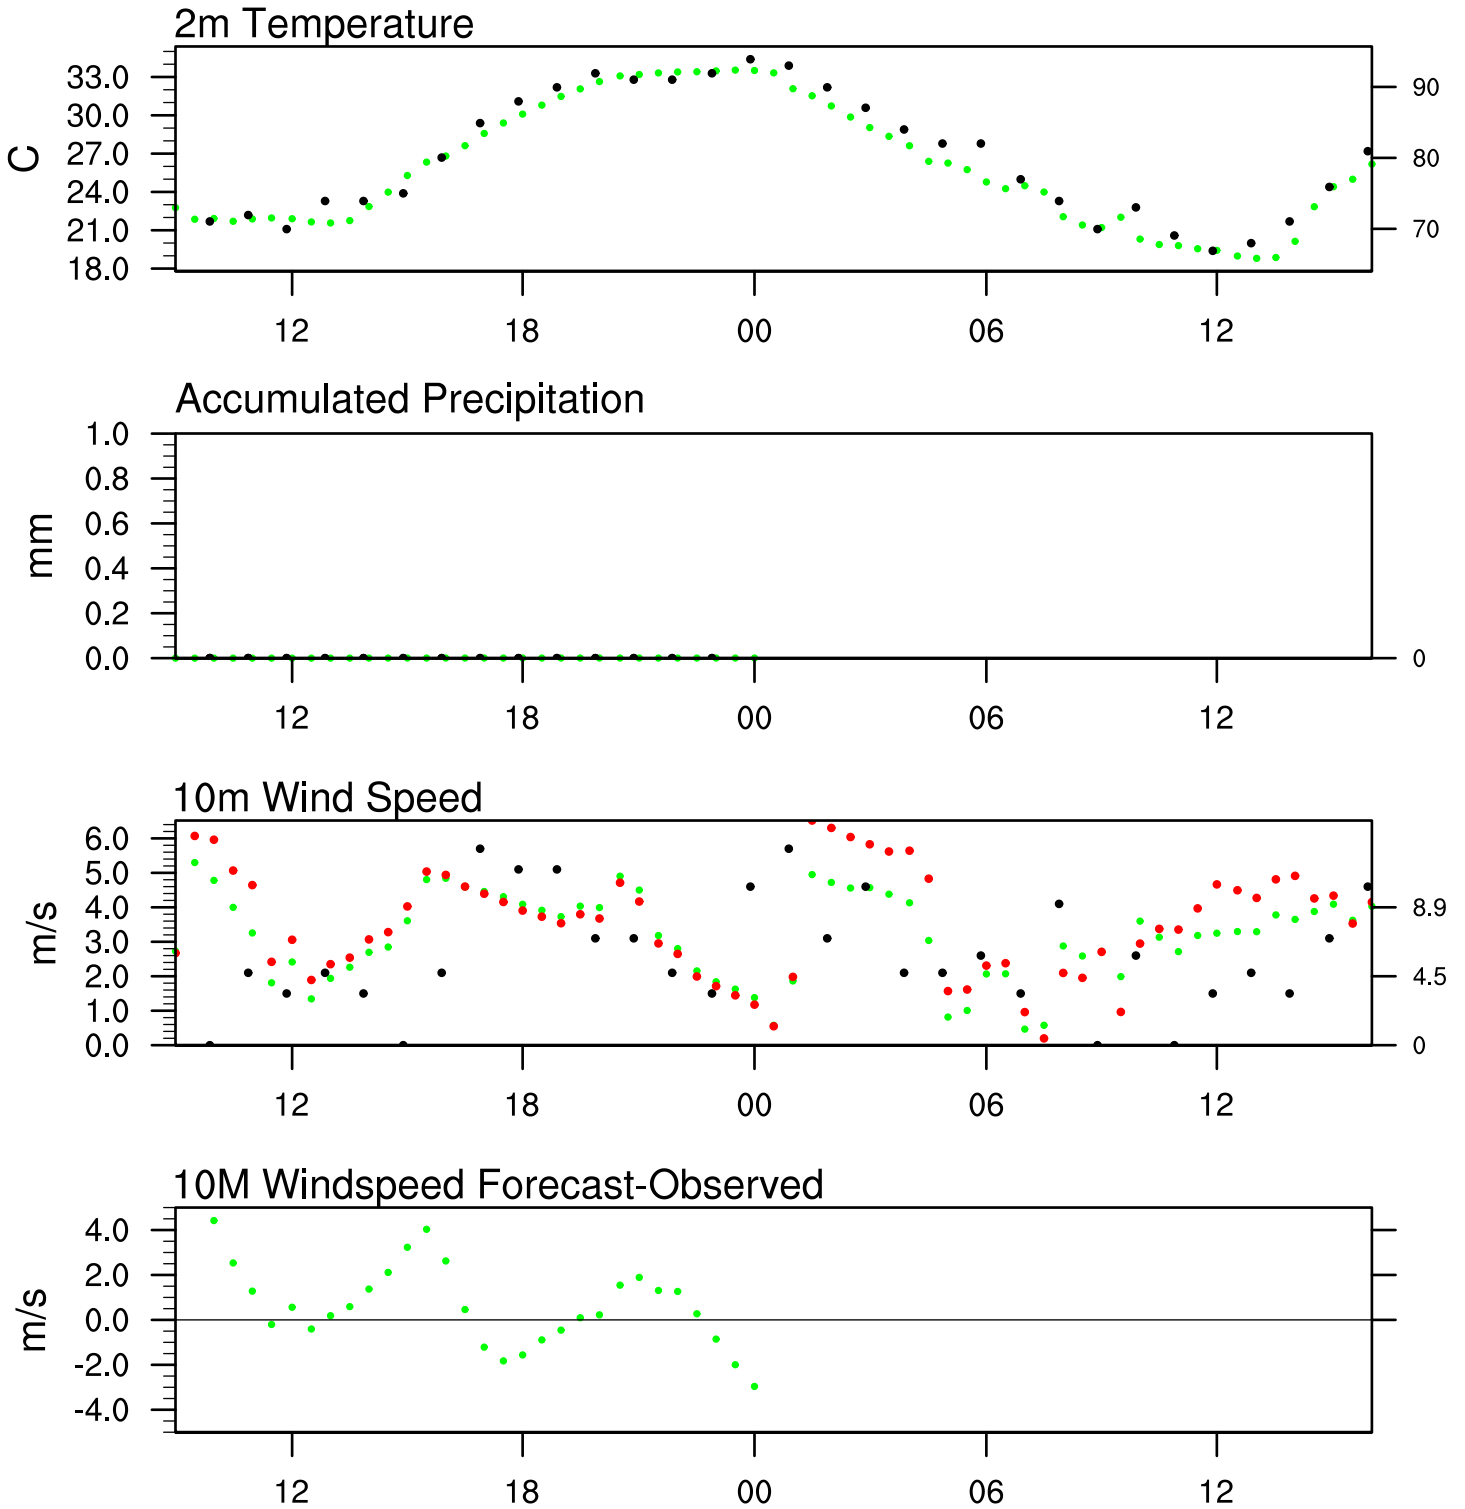 2m Temperature
33.0
30.0
27.0
24.0
21.0
18.0
C
90
80
70
12 18 00 06 12
Accumulated Precipitation
1.0
0.8
0.6
0.4
0.2
0.0
mm
0
12 18 00 06 12
10m Wind Speed
6.0
5.0
4.0
3.0
2.0
1.0
0.0
m/s
8.9
4.5
0
12 18 00 06 12
10M Windspeed Forecast-Observed
4.0
2.0
0.0
-2.0
-4.0
m/s
12 18 00 06 12